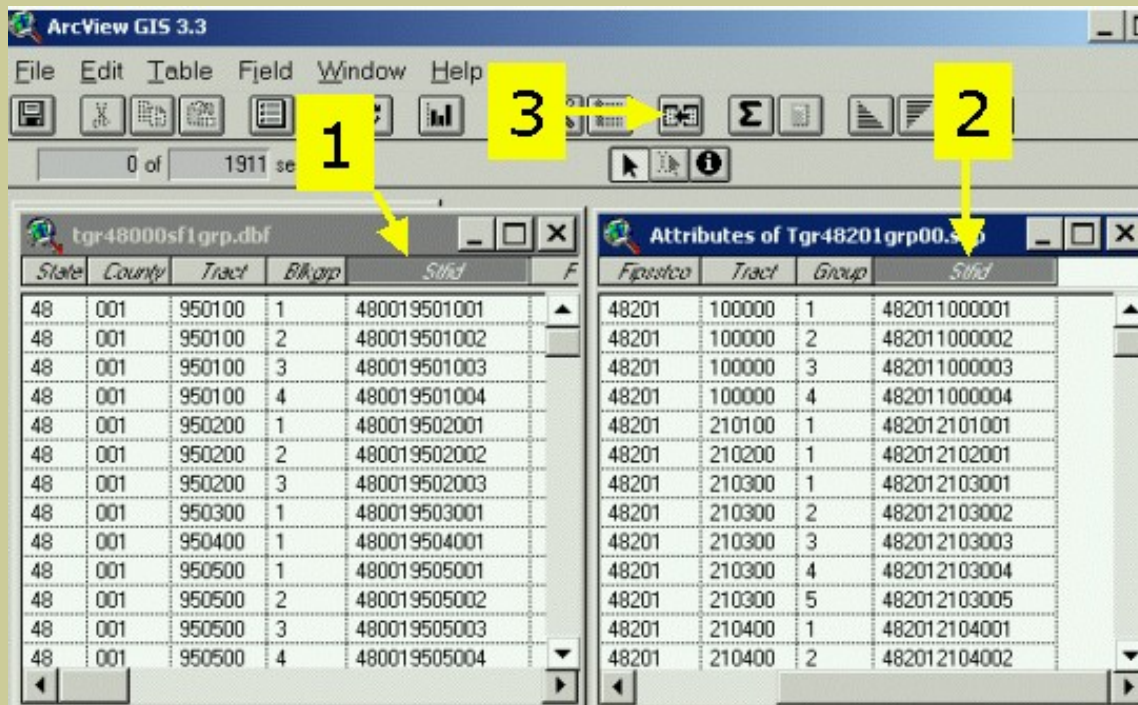 ArcView GIS 3.3
File Edit Table Field Window Help
1
3
2
0 of 1911
tgr48000sf1grp.dbf
State County Tract Blkgrp Stfid F
48 001 950100 1 480019501001
48 001 950100 2 480019501002
48 001 950100 3 480019501003
48 001 950100 4 480019501004
48 001 950200 1 480019502001
48 001 950200 2 480019502002
48 001 950200 3 480019502003
48 001 950300 1 480019503001
48 001 950400 1 480019504001
48 001 950500 1 480019505001
48 001 950500 2 480019505002
48 001 950500 3 480019505003
48 001 950500 4 480019505004
Attributes of Tgr48201grp00.s
Fipsstco Tract Group Stfid
48201 100000 1 482011000001
48201 100000 2 482011000002
48201 100000 3 482011000003
48201 100000 4 482011000004
48201 210100 1 482012101001
48201 210200 1 482012102001
48201 210300 1 482012103001
48201 210300 2 482012103002
48201 210300 3 482012103003
48201 210300 4 482012103004
48201 210300 5 482012103005
48201 210400 1 482012104001
48201 210400 2 482012104002